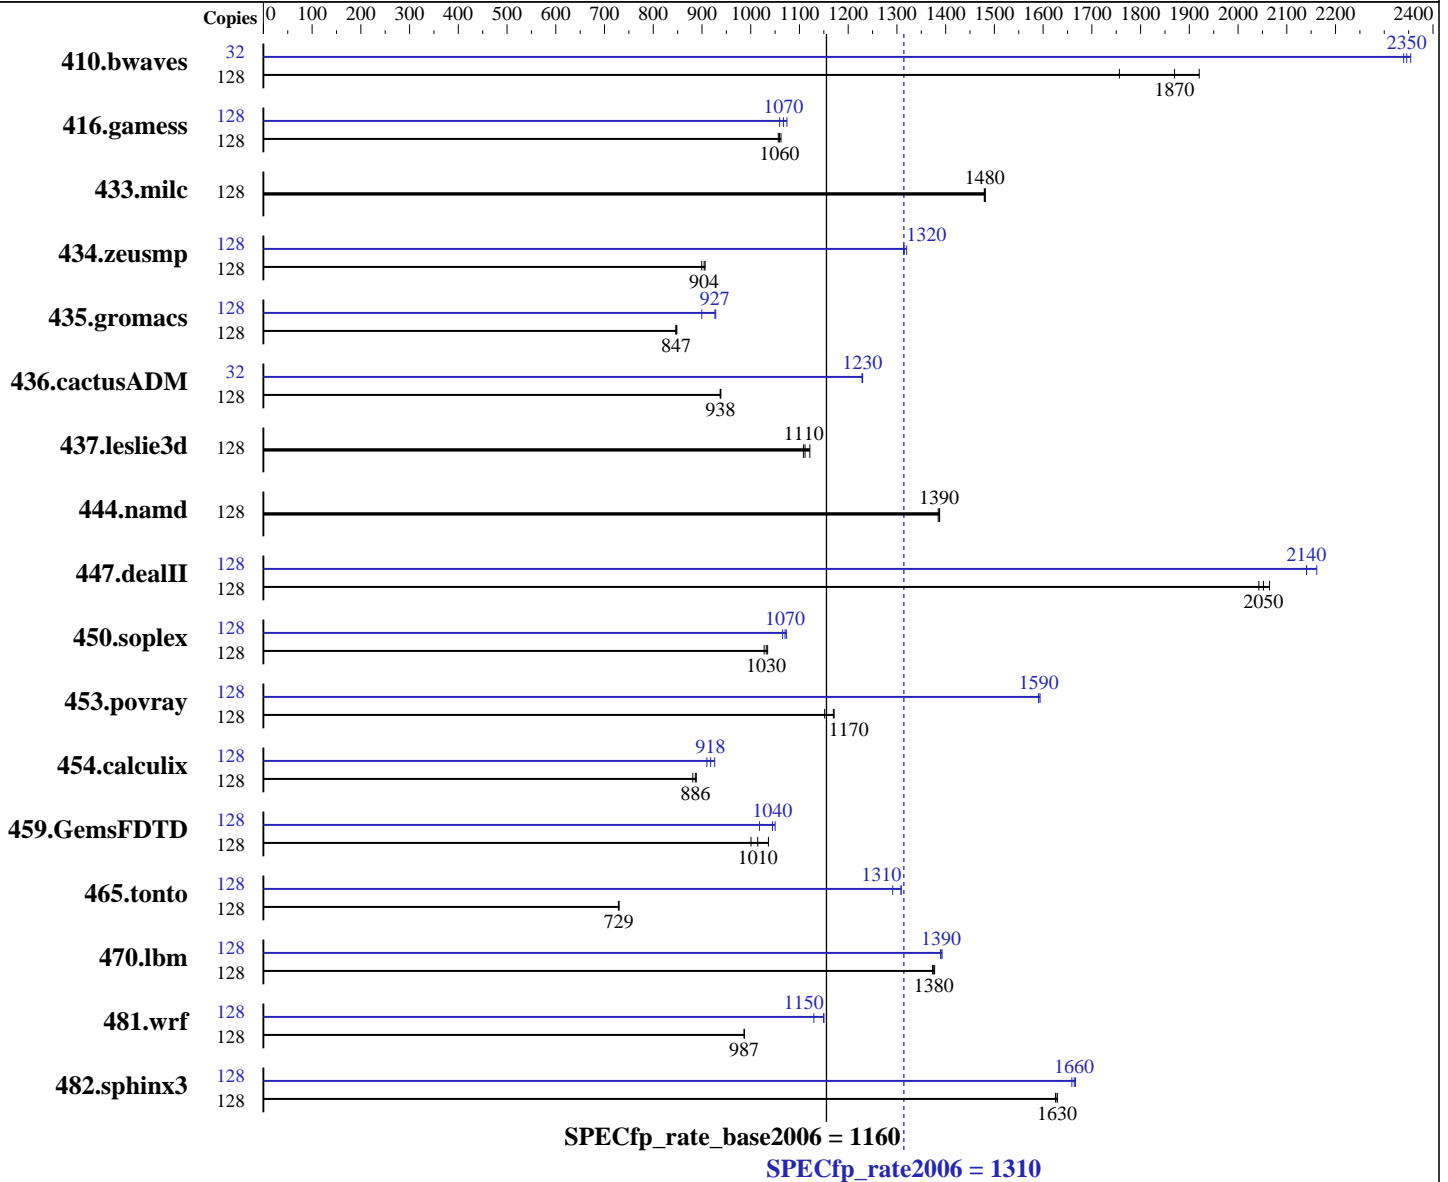 Copies 0 100 200 300 400 500 600 700 800 900 1000 1100 1200 1300 1400 1500 1600 1700 1800 1900 2000 2100 2200 2400
410.bwaves 32 2350
128 1870
416.gamess 128 1070
128 1060
433.milc 128 1480
434.zeusmp 128 1320
128 904
435.gromacs 128 927
128 847
436.cactusADM 32 1230
128 938
437.leslie3d 128 1110
444.namd 128 1390
447.dealII 128 2140
128 2050
450.soplex 128 1070
128 1030
453.povray 128 1590
128 1170
454.calculix 128 918
128 886
459.GemsFDTD 128 1040
128 1010
465.tonto 128 1310
128 729
470.lbm 128 1390
128 1380
481.wrf 128 1150
128 987
482.sphinx3 128 1660
128 1630
SPECfp_rate_base2006 = 1160
SPECfp_rate2006 = 1310